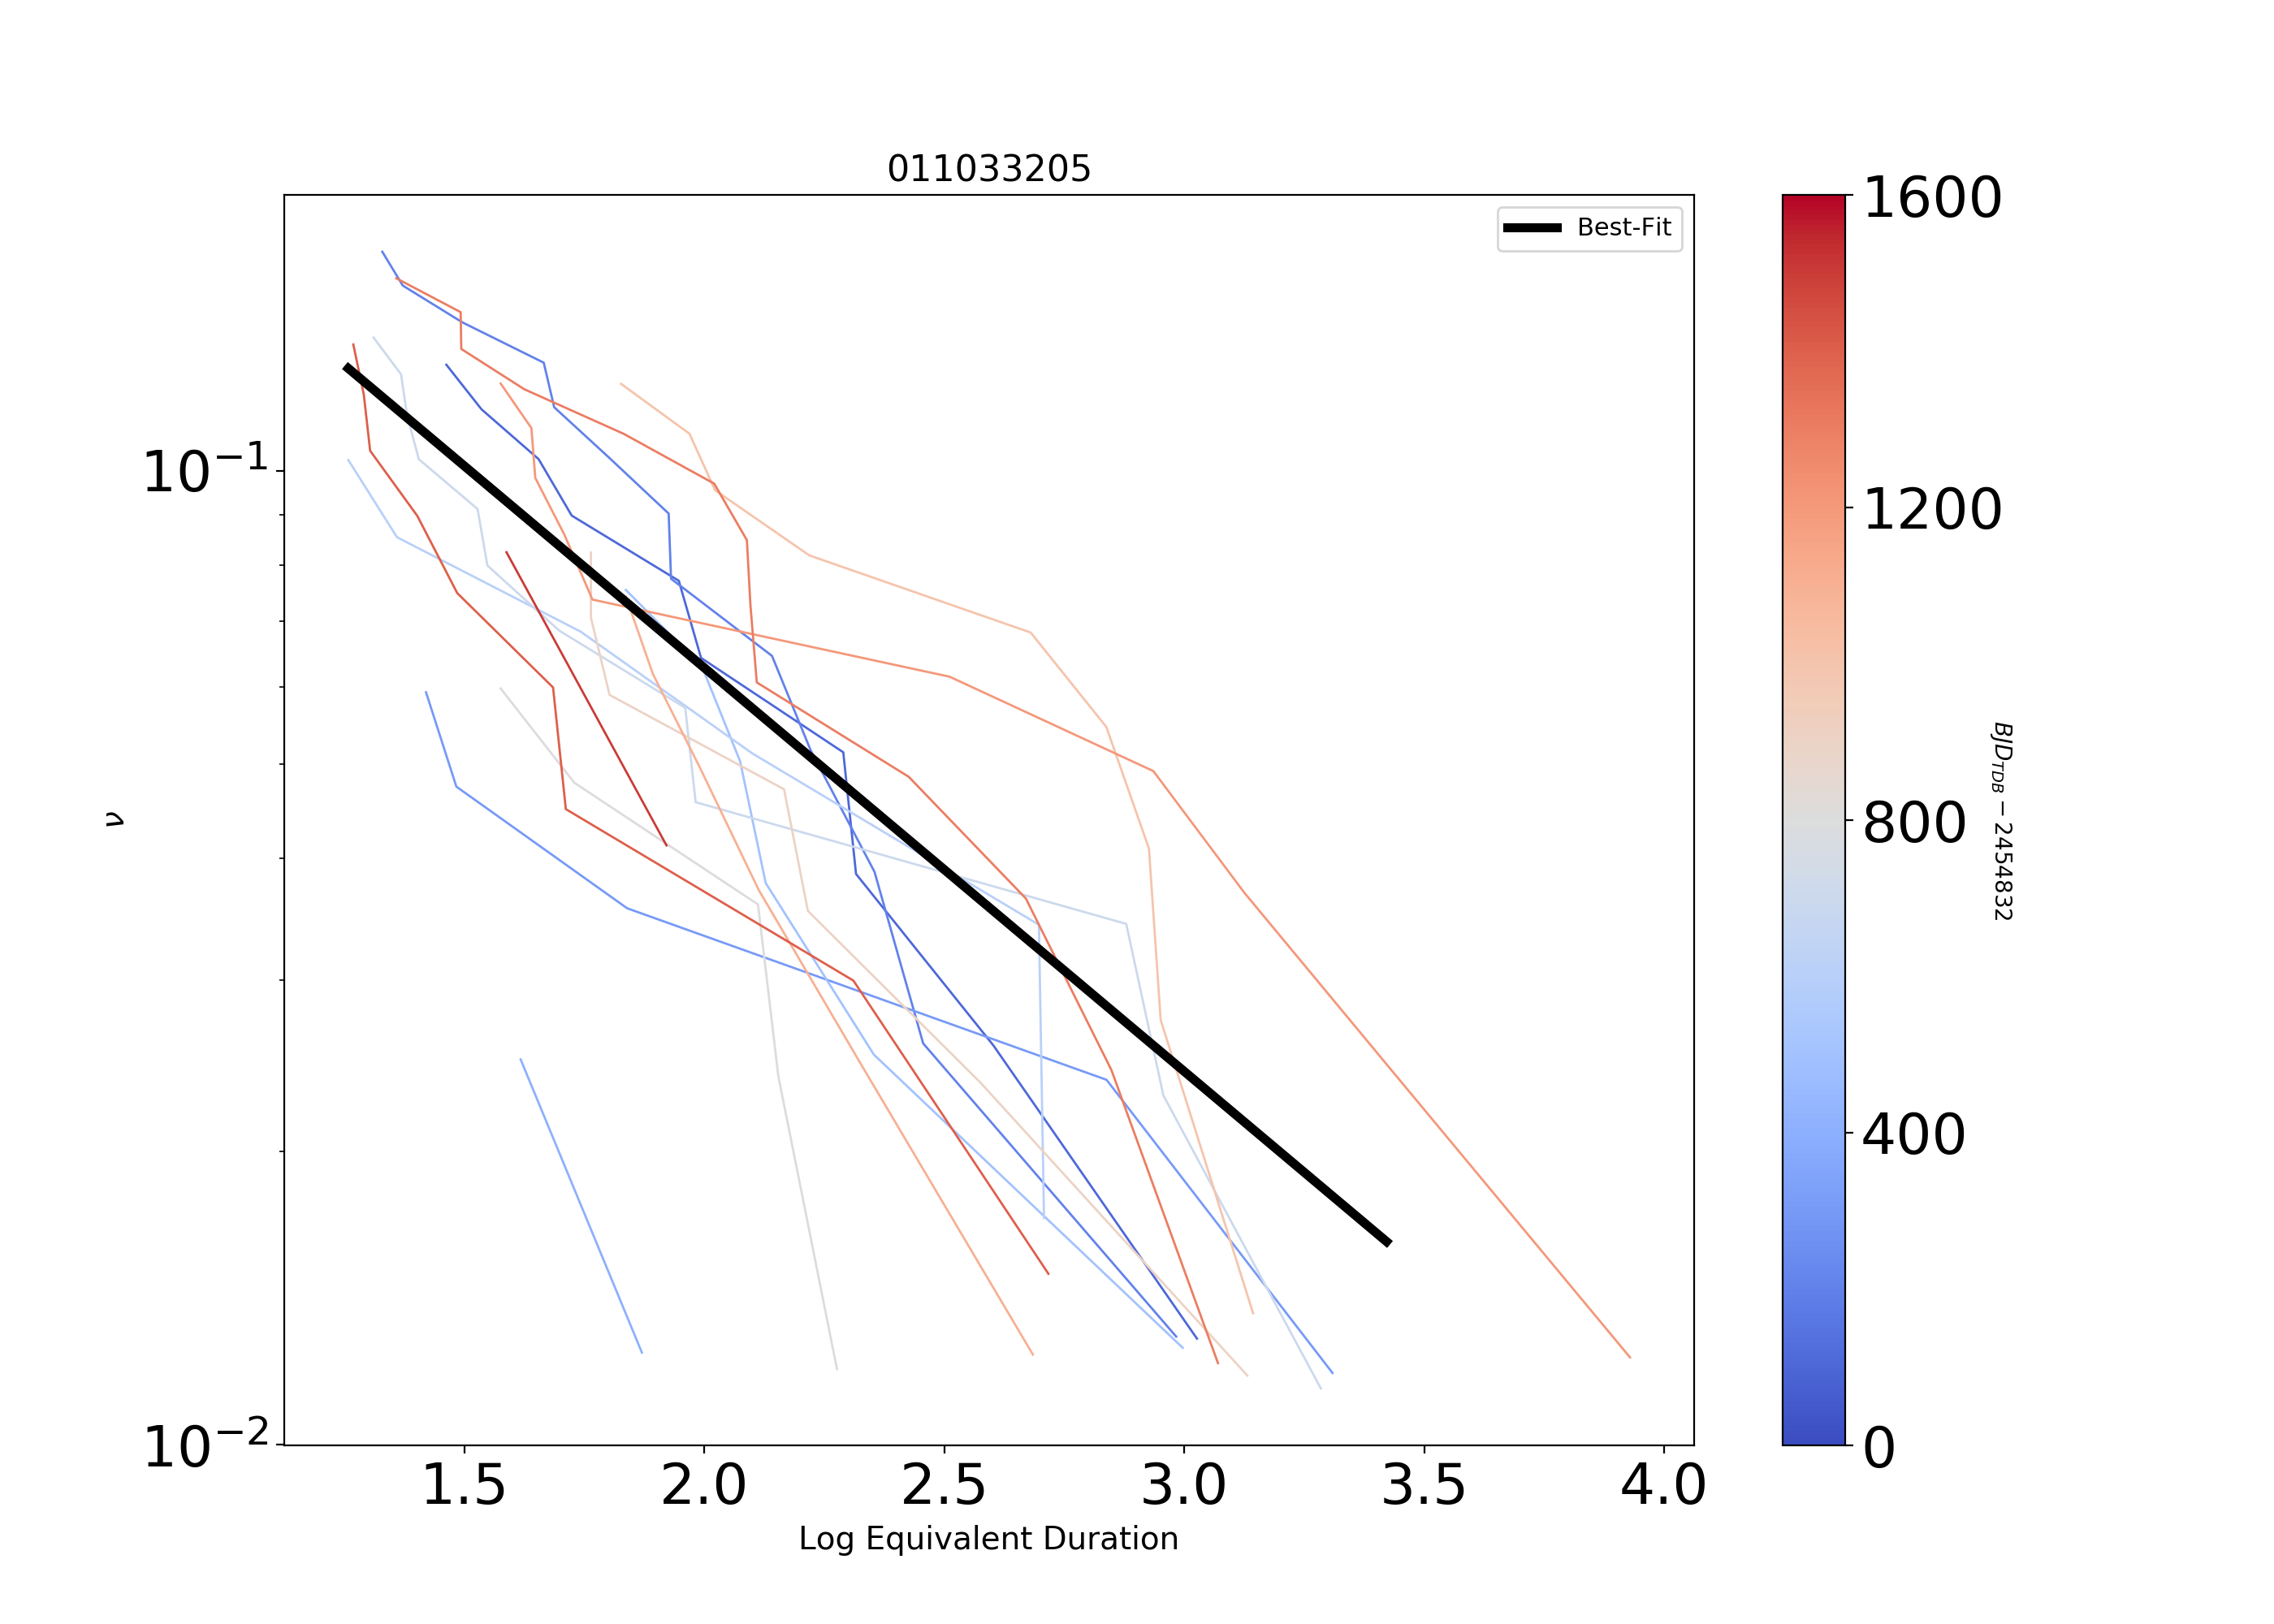 011033205
Best-Fit
10⁻¹
10⁻²
ν
1.5 2.0 2.5 3.0 3.5 4.0
Log Equivalent Duration
1600
1200
800
400
0
BJD_{TDB} − 2454832